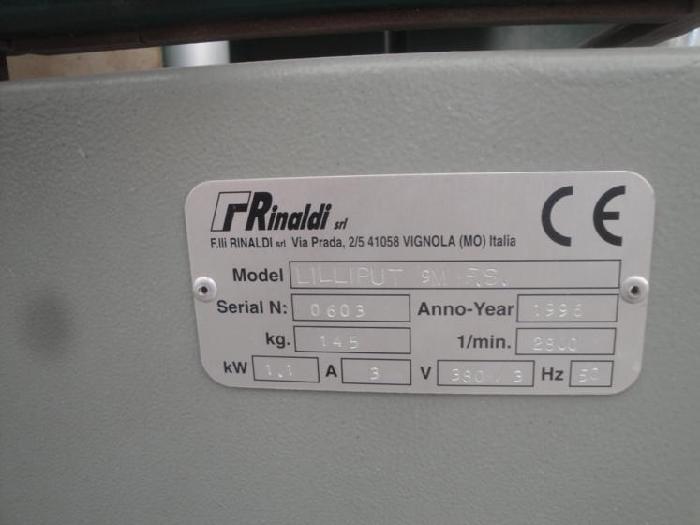 Rinaldi srl
F.lli RINALDI srl Via Prada, 2/5 41058 VIGNOLA (MO) Italia
CE
Model LILLIPUT 9M
Serial N: 0603 Anno-Year 1996
kg. 145 1/min. 2800
kW 1,1 A 3 V 380 / 3 Hz 50